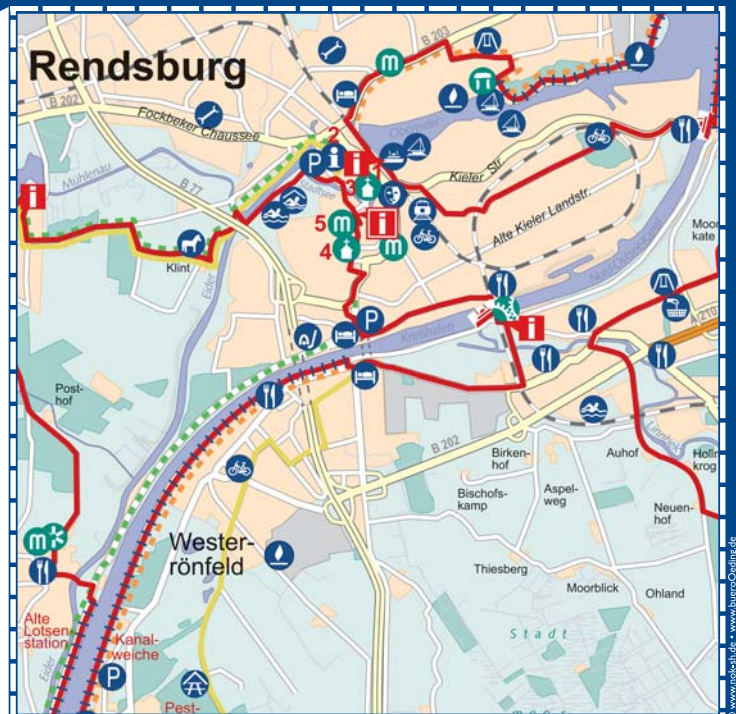 Rendsburg
B 203
B 202
Fockbeker Chaussee
Obereider
2
1
3
Mühlenau
B 77
Stadtsee
Kieler Str.
5
4
Alte Kieler Landstr.
Nord-Ostsee-Kanal
Moor-
kate
Klint
Eider
Kreishafen
A 210
Post-
hof
B 202
Birken-
hof
Auhof
Holln-
krog
Bischofs-
kamp
Aspel-
weg
Neuen-
hof
Wester-
rönfeld
Thiesberg
Moorblick
Ohland
Alte
Lotsen-
station
Eider
Kanal-
weiche
Stadt
Pest-
© www.nok-sh.de • www.bueroOeding.de